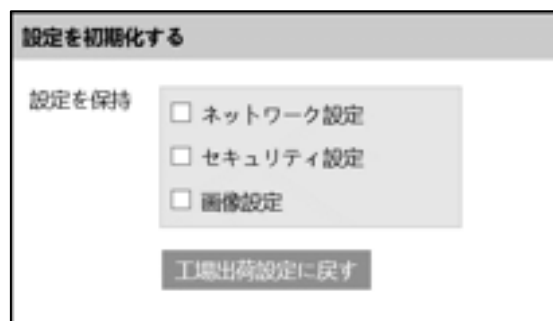 設定を初期化する
設定を保持
ネットワーク設定
セキュリティ設定
画像設定
工場出荷設定に戻す